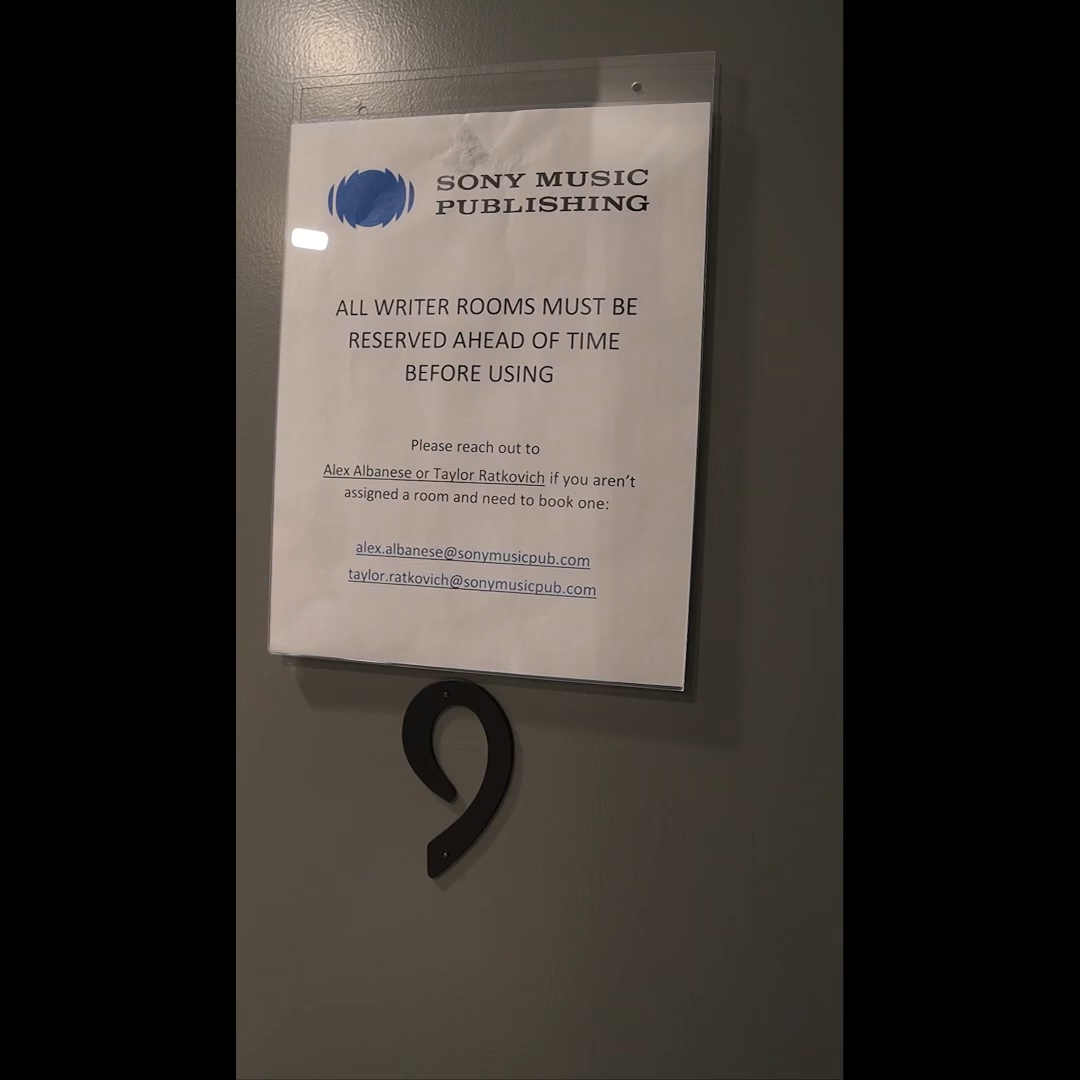 SONY MUSIC
PUBLISHING
ALL WRITER ROOMS MUST BE
RESERVED AHEAD OF TIME
BEFORE USING
Please reach out to
Alex Albanese or Taylor Ratkovich if you aren't
assigned a room and need to book one:
alex.albanese@sonymusicpub.com
taylor.ratkovich@sonymusicpub.com
9